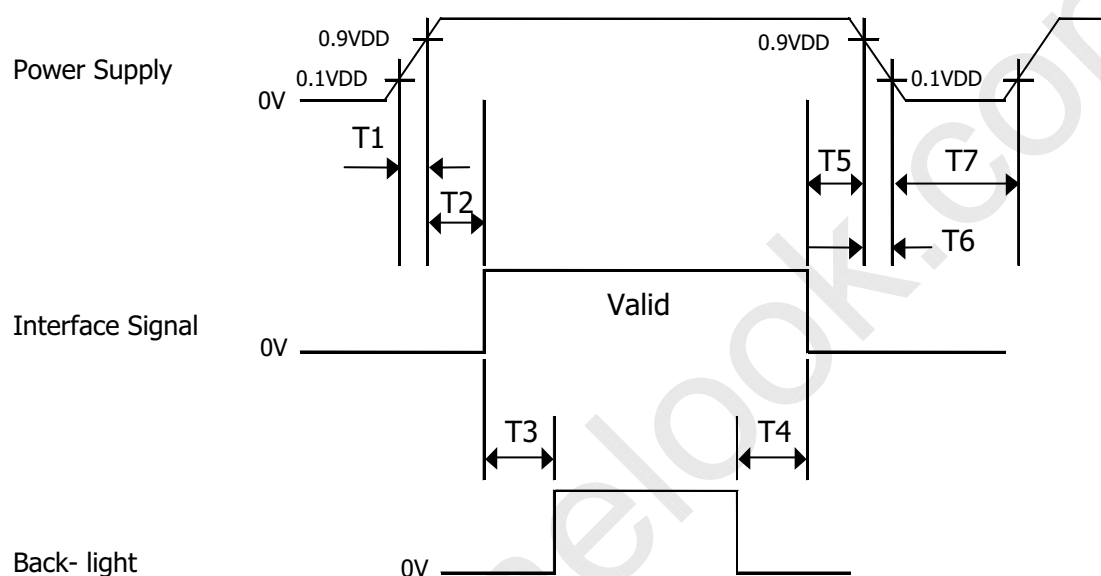 0.9VDD
0.9VDD
Power Supply
0.1VDD
0.1VDD
0V
T1
T5
T7
T2
T6
Valid
Interface Signal
0V
T3
T4
Back- light
0V